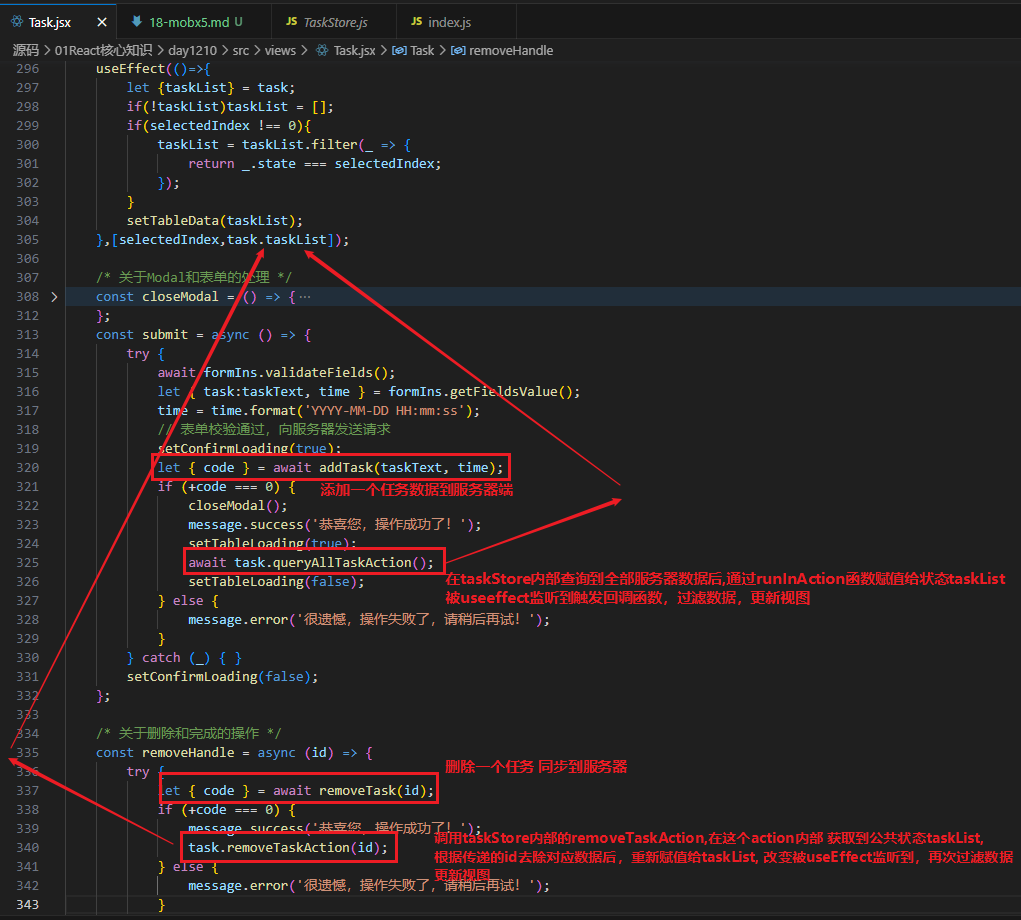 Task.jsx × 18-mobx5.md U JS TaskStore.js JS index.js
源码 > 01React核心知识 > day1210 > src > views > Task.jsx > Task > removeHandle
296 useEffect(()=>{
297 let {taskList} = task;
298 if(!taskList)taskList = [];
299 if(selectedIndex !== 0){
300 taskList = taskList.filter(_ => {
301 return _.state === selectedIndex;
302 });
303 }
304 setTableData(taskList);
305 },[selectedIndex,task.taskList]);
306
307 /* 关于Modal和表单的处理 */
308 > const closeModal = () => { ···
312 };
313 const submit = async () => {
314 try {
315 await formIns.validateFields();
316 let { task:taskText, time } = formIns.getFieldsValue();
317 time = time.format('YYYY-MM-DD HH:mm:ss');
318 // 表单校验通过，向服务器发送请求
319 setConfirmLoading(true);
320 let { code } = await addTask(taskText, time);
321 if (+code === 0) { 添加一个任务数据到服务器端
322 closeModal();
323 message.success('恭喜您，操作成功了！');
324 setTableLoading(true);
325 await task.queryAllTaskAction();
在taskStore内部查询到全部服务器数据后,通过runInAction函数赋值给状态taskList
326 setTableLoading(false);
被useeffect监听到触发回调函数，过滤数据，更新视图
327 } else {
328 message.error('很遗憾，操作失败了，请稍后再试！');
329 }
330 } catch (_) { }
331 setConfirmLoading(false);
332 };
333
334 /* 关于删除和完成的操作 */
335 const removeHandle = async (id) => {
336 try {
删除一个任务 同步到服务器
337 let { code } = await removeTask(id);
338 if (+code === 0) {
339 message.success('恭喜您，操作成功了！');
调用taskStore内部的removeTaskAction,在这个action内部 获取到公共状态taskList,
340 task.removeTaskAction(id);
根据传递的id去除对应数据后，重新赋值给taskList, 改变被useEffect监听到，再次过滤数据
341 } else {
更新视图
342 message.error('很遗憾，操作失败了，请稍后再试！');
343 }